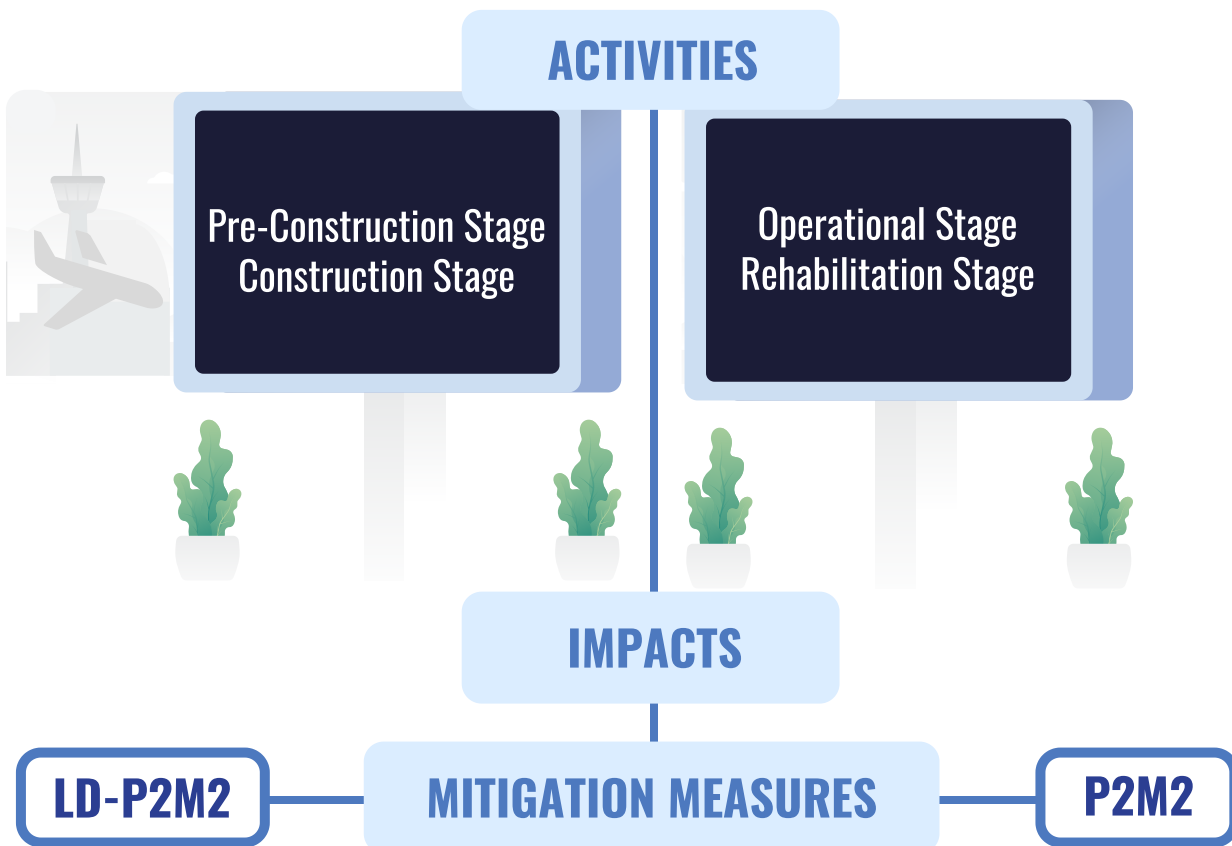 ACTIVITIES
Pre-Construction Stage
Construction Stage
Operational Stage
Rehabilitation Stage
IMPACTS
LD-P2M2
MITIGATION MEASURES
P2M2